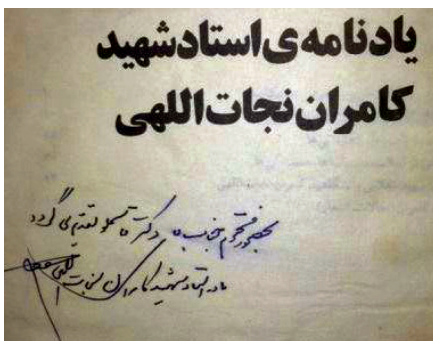 یادنامه‌ی استاد شهید
کامران نجات اللهی
بحضور محترم جناب دکتر قاسملو تقدیم می گردد
مادر استاد شهید کامران نجات اللهی